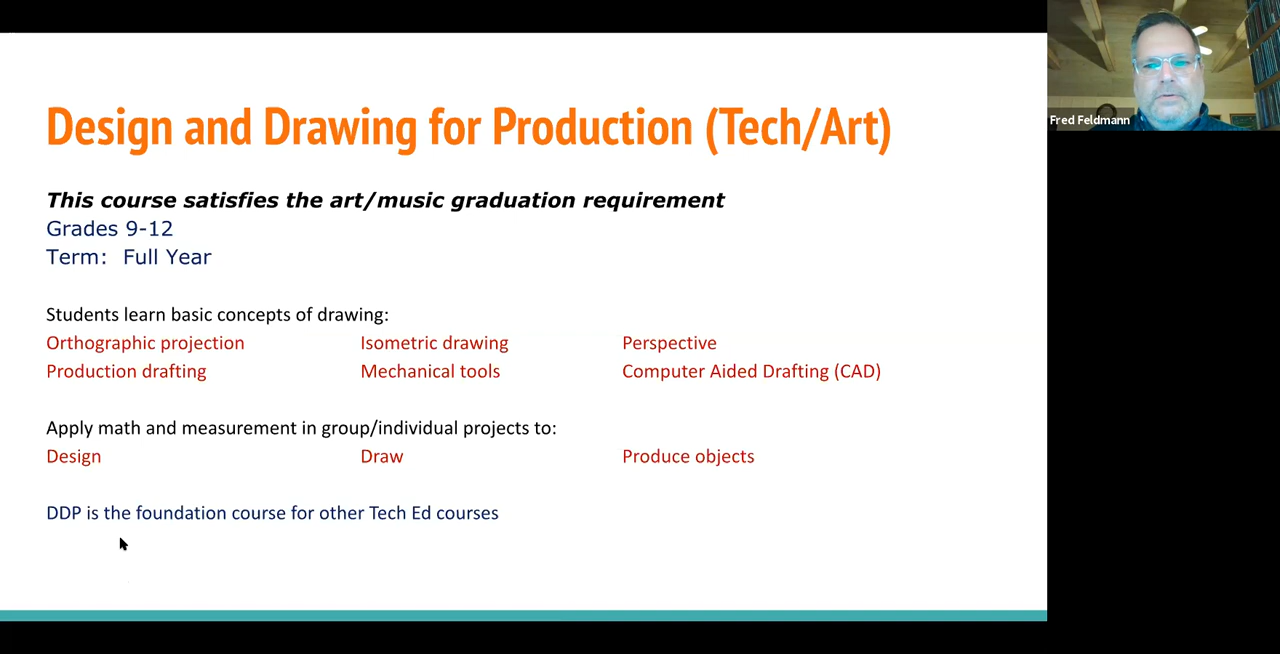 Design and Drawing for Production (Tech/Art)
Fred Feldmann
This course satisfies the art/music graduation requirement
Grades 9-12
Term: Full Year
Students learn basic concepts of drawing:
Orthographic projection Isometric drawing Perspective
Production drafting Mechanical tools Computer Aided Drafting (CAD)
Apply math and measurement in group/individual projects to:
Design Draw Produce objects
DDP is the foundation course for other Tech Ed courses